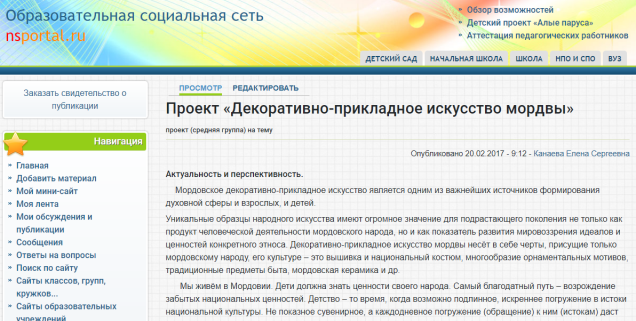 Образовательная социальная сеть
nsportal.ru
Обзор возможностей
Детский проект «Алые паруса»
Аттестация педагогических работников
ДЕТСКИЙ САД НАЧАЛЬНАЯ ШКОЛА ШКОЛА НПО И СПО ВУЗ
Заказать свидетельство о
публикации
Навигация
Главная
Добавить материал
Мой мини-сайт
Моя лента
Мои обсуждения и
публикации
Сообщения
Ответы на вопросы
Поиск по сайту
Сайты классов, групп,
кружков...
Сайты образовательных
учреждений
ПРОСМОТР РЕДАКТИРОВАТЬ
Проект «Декоративно-прикладное искусство мордвы»
проект (средняя группа) на тему
Опубликовано 20.02.2017 - 9:12 - Канаева Елена Сергеевна
Актуальность и перспективность.
Мордовское декоративно-прикладное искусство является одним из важнейших источников формирования
духовной сферы и взрослых, и детей.
Уникальные образцы народного искусства имеют огромное значение для подрастающего поколения не только как
продукт человеческой деятельности мордовского народа, но и как показатель развития мировоззрения идеалов и
ценностей конкретного этноса. Декоративно-прикладное искусство мордвы несёт в себе черты, присущие только
мордовскому народу, его культуре – это вышивка и национальный костюм, многообразие орнаментальных мотивов,
традиционные предметы быта, мордовская керамика и др.
Мы живём в Мордовии. Дети должна знать ценности своего народа. Самый благодатный путь – возрождение
забытых национальных ценностей. Детство – то время, когда возможно подлинное, искреннее погружение в истоки
национальной культуры. Не показное сувенирное, а каждодневное погружение (обращение) к ним (истокам) даст